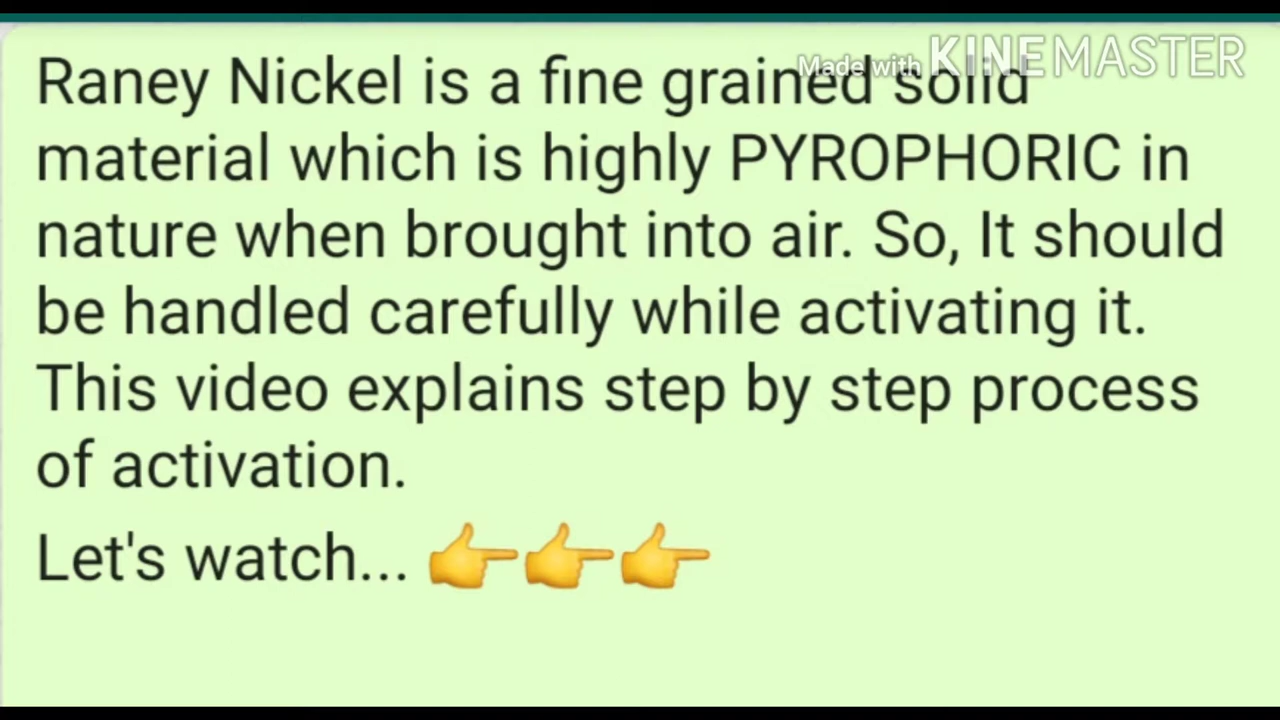 Made with KINEMASTER
Raney Nickel is a fine grained solid
material which is highly PYROPHORIC in
nature when brought into air. So, It should
be handled carefully while activating it.
This video explains step by step process
of activation.
Let's watch... 👉👉👉